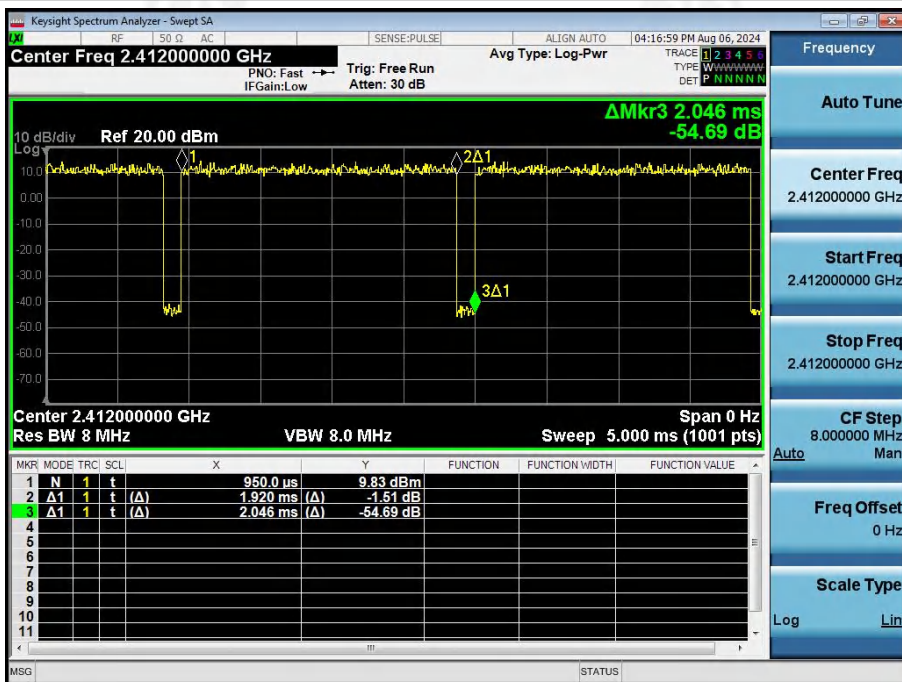 Keysight Spectrum Analyzer - Swept SA
LXI RF 50 Ω AC SENSE:PULSE ALIGN AUTO 04:16:59 PM Aug 06, 2024
Center Freq 2.412000000 GHz
PNO: Fast
IFGain:Low
Trig: Free Run
Atten: 30 dB
Avg Type: Log-Pwr
TRACE 1 2 3 4 5 6
TYPE WWWWWW
DET P N N N N N
ΔMkr3 2.046 ms
-54.69 dB
10 dB/div Ref 20.00 dBm
Log
10.0
0.00
-10.0
-20.0
-30.0
-40.0
-50.0
-60.0
-70.0
1
2Δ1
3Δ1
Center 2.412000000 GHz Span 0 Hz
Res BW 8 MHz VBW 8.0 MHz Sweep 5.000 ms (1001 pts)
MKR MODE TRC SCL X Y FUNCTION FUNCTION WIDTH FUNCTION VALUE
1 N 1 t 950.0 µs 9.83 dBm
2 Δ1 1 t (Δ) 1.920 ms (Δ) -1.51 dB
3 Δ1 1 t (Δ) 2.046 ms (Δ) -54.69 dB
4
5
6
7
8
9
10
11
MSG STATUS
Frequency
Auto Tune
Center Freq
2.412000000 GHz
Start Freq
2.412000000 GHz
Stop Freq
2.412000000 GHz
CF Step
8.000000 MHz
Auto Man
Freq Offset
0 Hz
Scale Type
Log Lin